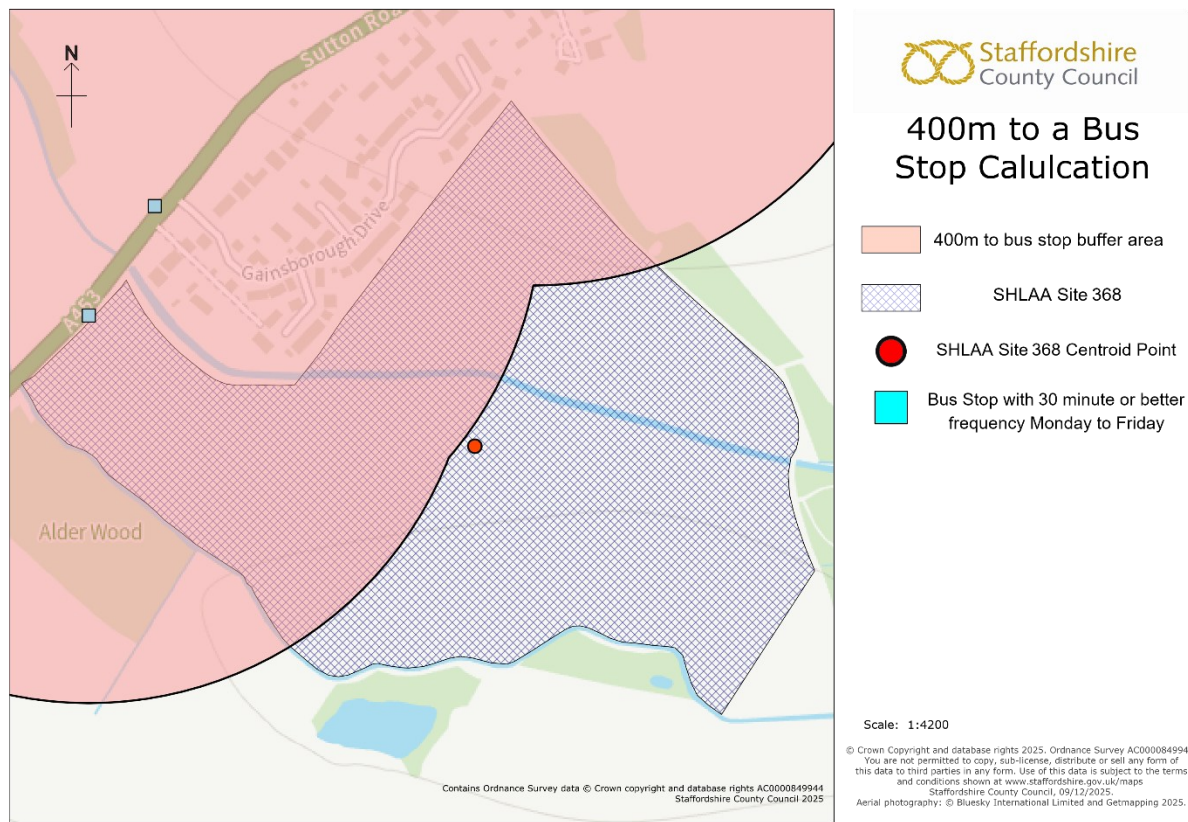 N
Sutton Road
Gainsborough Drive
A453
Alder Wood
Contains Ordnance Survey data © Crown copyright and database rights AC0000849944
Staffordshire County Council 2025
Staffordshire
County Council
400m to a Bus
Stop Calulcation
400m to bus stop buffer area
SHLAA Site 368
SHLAA Site 368 Centroid Point
Bus Stop with 30 minute or better
frequency Monday to Friday
Scale: 1:4200
© Crown Copyright and database rights 2025. Ordnance Survey AC000084994
You are not permitted to copy, sub-license, distribute or sell any form of
this data to third parties in any form. Use of this data is subject to the terms
and conditions shown at www.staffordshire.gov.uk/maps
Staffordshire County Council, 09/12/2025.
Aerial photography: © Bluesky International Limited and Getmapping 2025.